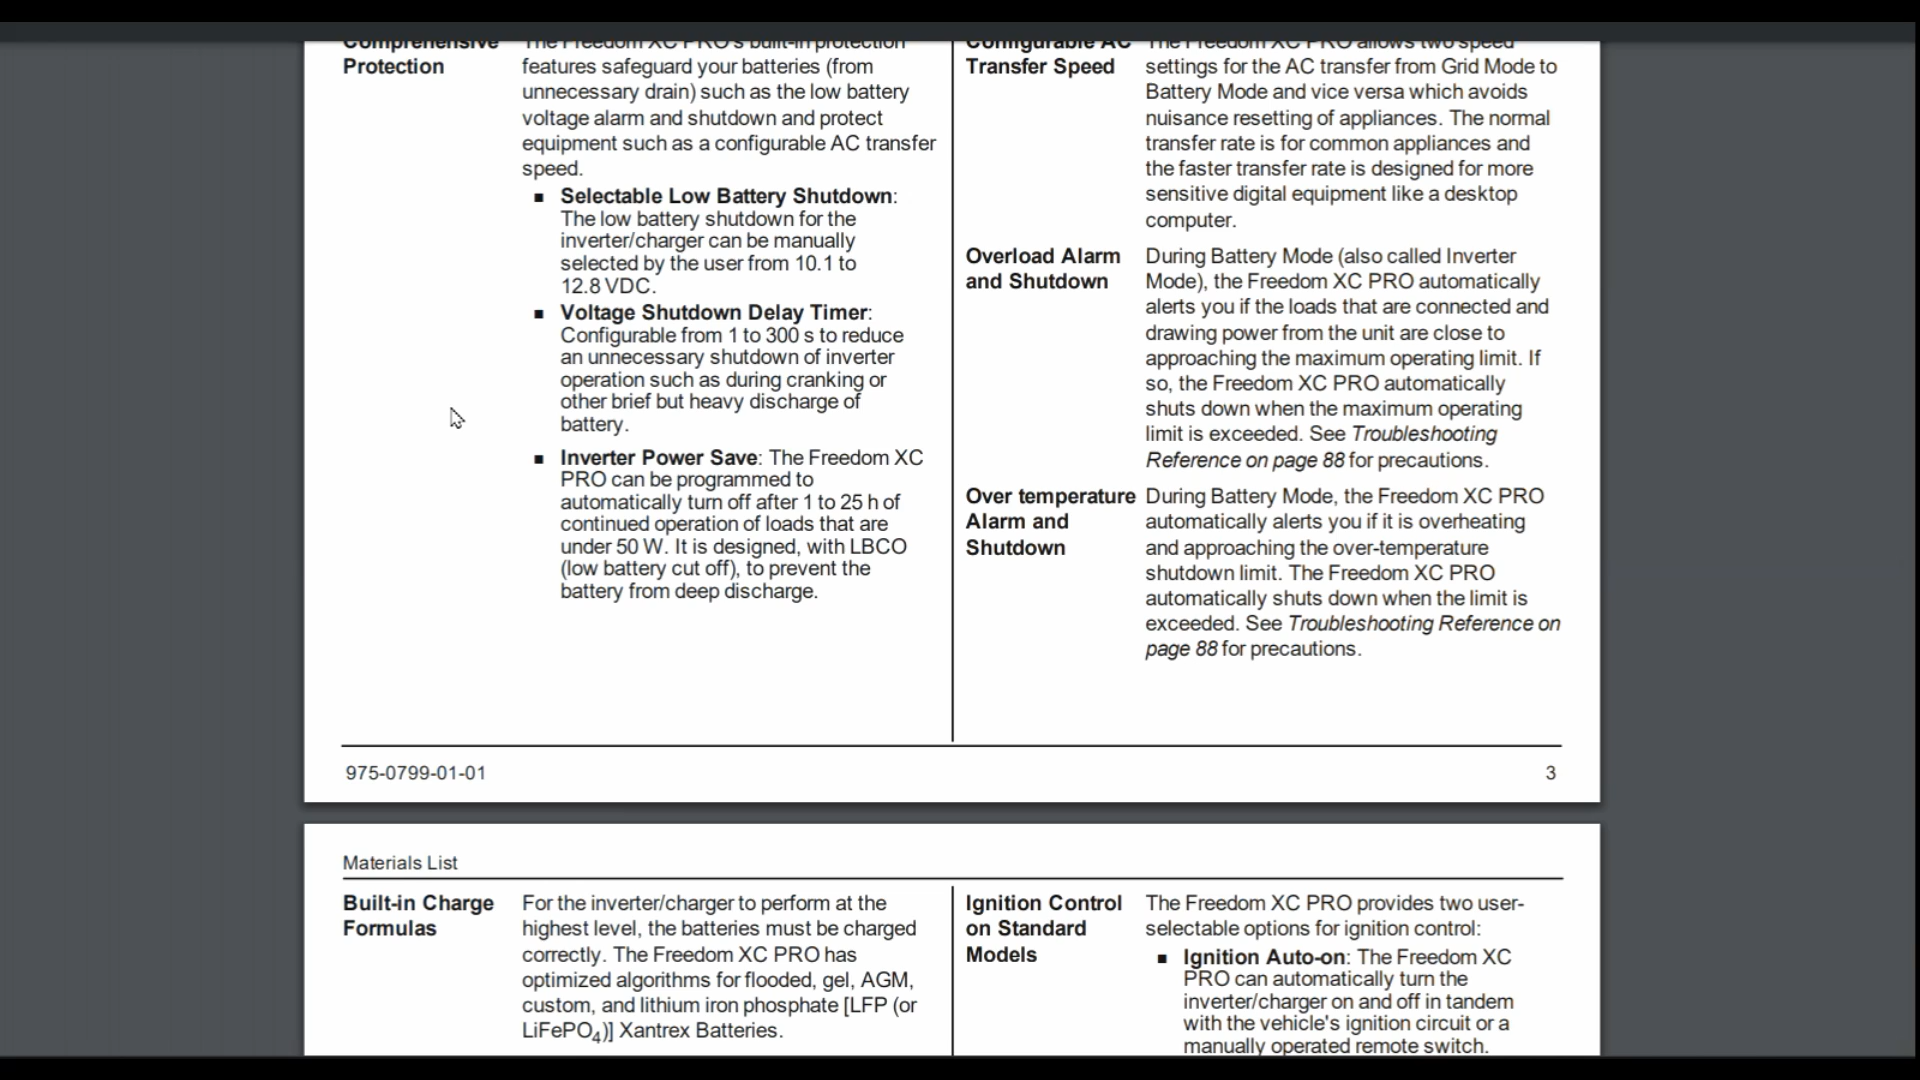 Comprehensive
Protection
The Freedom XC PRO's built-in protection
features safeguard your batteries (from
unnecessary drain) such as the low battery
voltage alarm and shutdown and protect
equipment such as a configurable AC transfer
speed.
▪ Selectable Low Battery Shutdown:
The low battery shutdown for the
inverter/charger can be manually
selected by the user from 10.1 to
12.8 VDC.
▪ Voltage Shutdown Delay Timer:
Configurable from 1 to 300 s to reduce
an unnecessary shutdown of inverter
operation such as during cranking or
other brief but heavy discharge of
battery.
▪ Inverter Power Save: The Freedom XC
PRO can be programmed to
automatically turn off after 1 to 25 h of
continued operation of loads that are
under 50 W. It is designed, with LBCO
(low battery cut off), to prevent the
battery from deep discharge.
Configurable AC
Transfer Speed
The Freedom XC PRO allows two speed
settings for the AC transfer from Grid Mode to
Battery Mode and vice versa which avoids
nuisance resetting of appliances. The normal
transfer rate is for common appliances and
the faster transfer rate is designed for more
sensitive digital equipment like a desktop
computer.
Overload Alarm
and Shutdown
During Battery Mode (also called Inverter
Mode), the Freedom XC PRO automatically
alerts you if the loads that are connected and
drawing power from the unit are close to
approaching the maximum operating limit. If
so, the Freedom XC PRO automatically
shuts down when the maximum operating
limit is exceeded. See Troubleshooting
Reference on page 88 for precautions.
Over temperature
Alarm and
Shutdown
During Battery Mode, the Freedom XC PRO
automatically alerts you if it is overheating
and approaching the over-temperature
shutdown limit. The Freedom XC PRO
automatically shuts down when the limit is
exceeded. See Troubleshooting Reference on
page 88 for precautions.
975-0799-01-01
3
Materials List
Built-in Charge
Formulas
For the inverter/charger to perform at the
highest level, the batteries must be charged
correctly. The Freedom XC PRO has
optimized algorithms for flooded, gel, AGM,
custom, and lithium iron phosphate [LFP (or
LiFePO4)] Xantrex Batteries.
Ignition Control
on Standard
Models
The Freedom XC PRO provides two user-
selectable options for ignition control:
▪ Ignition Auto-on: The Freedom XC
PRO can automatically turn the
inverter/charger on and off in tandem
with the vehicle's ignition circuit or a
manually operated remote switch.